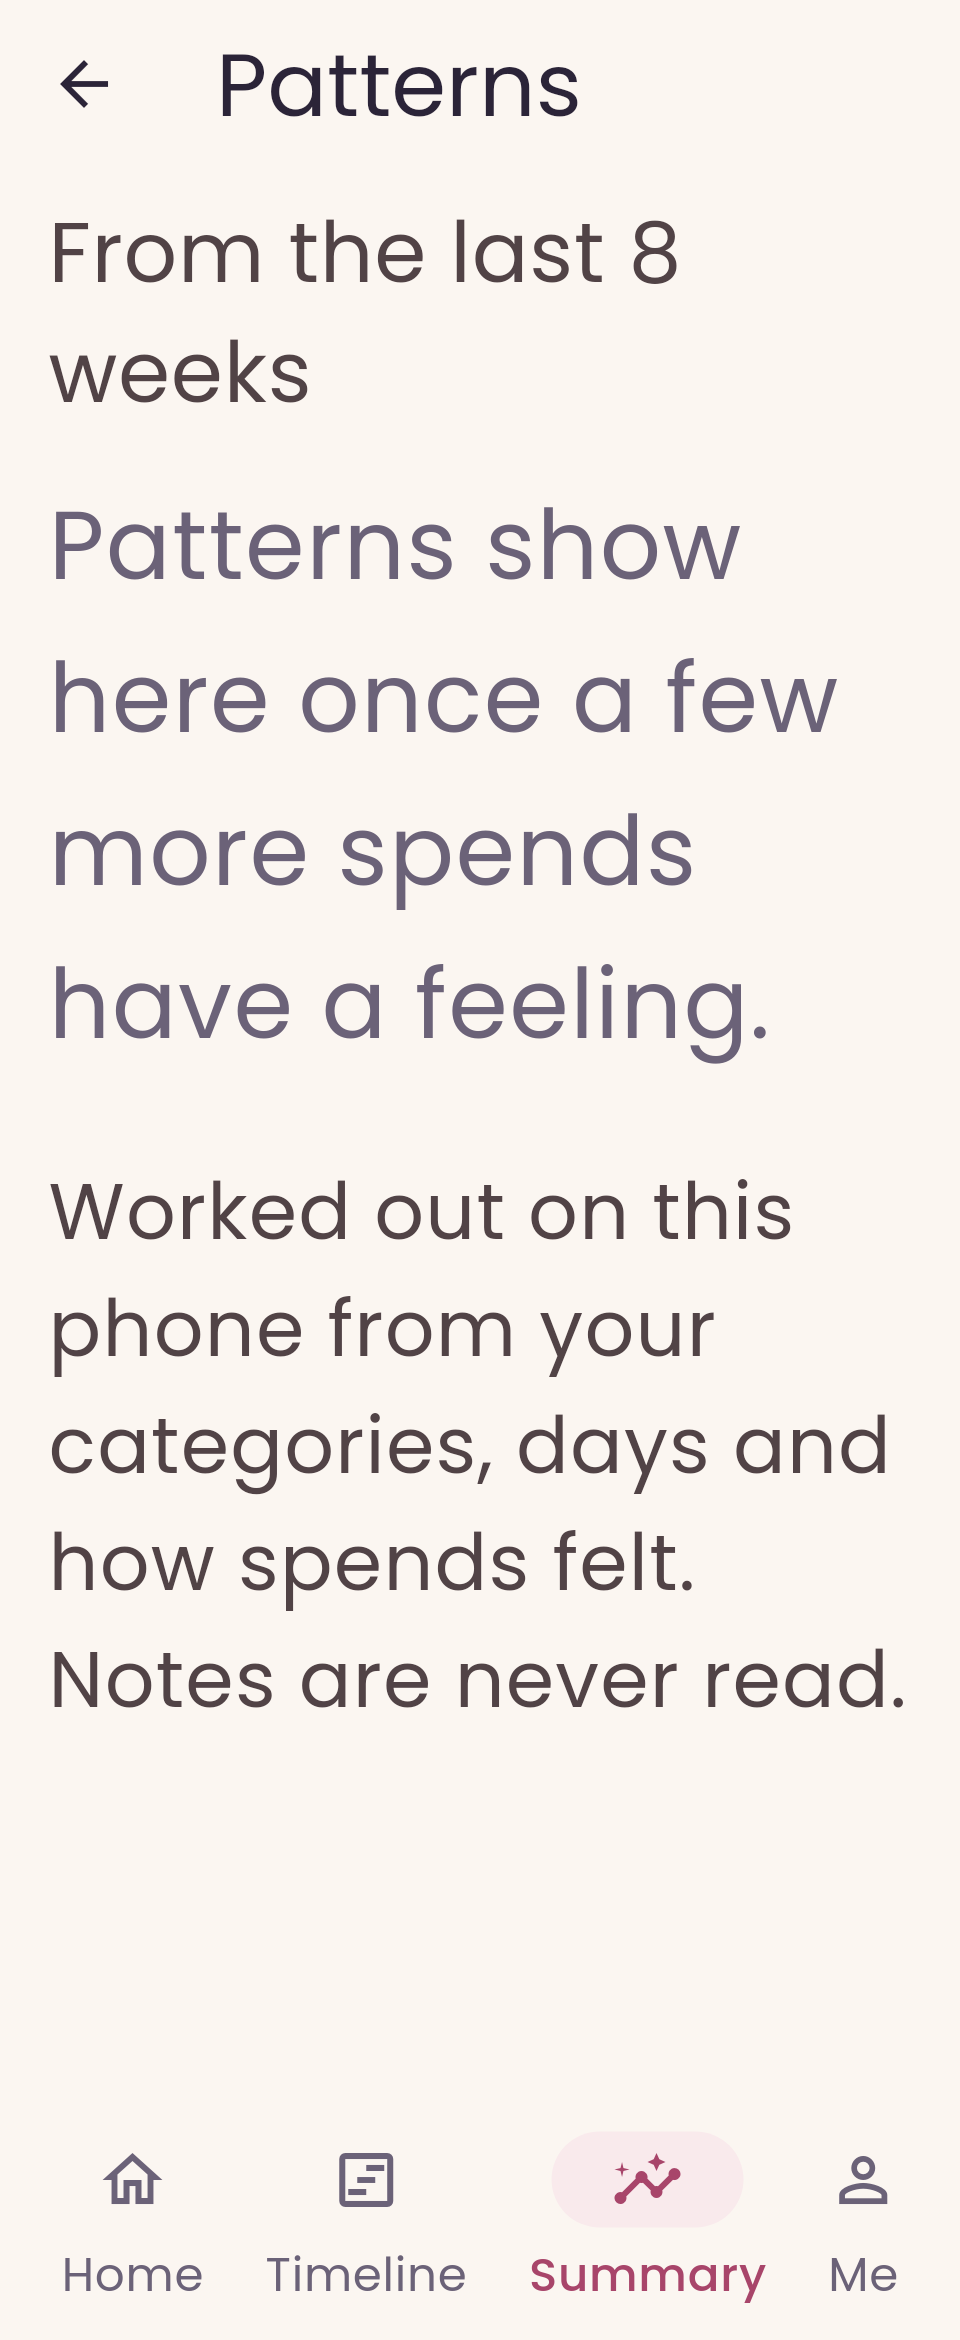 Patterns
From the last 8
weeks
Patterns show
here once a few
more spends
have a feeling.
Worked out on this
phone from your
categories, days and
how spends felt.
Notes are never read.
Home
Timeline
Summary
Me